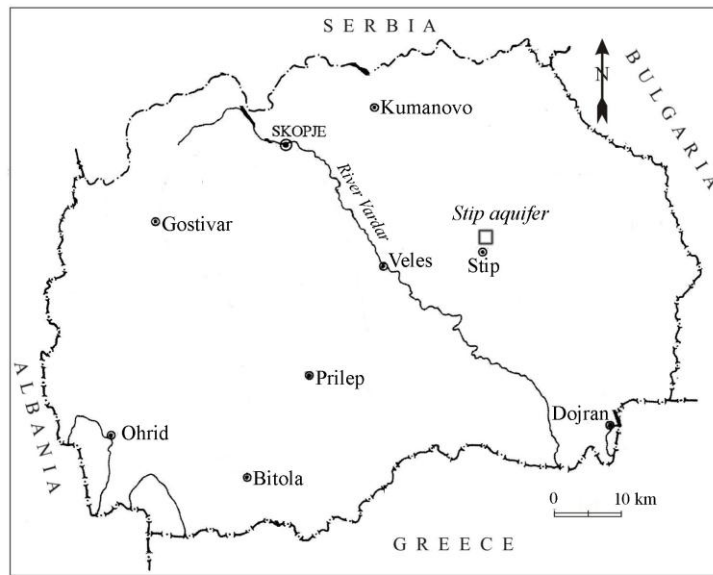 SERBIA
BULGARIA
N
Kumanovo
SKOPJE
River Vardar
Stip aquifer
Gostivar
Veles
Stip
Prilep
ALBANIA
Dojran
Ohrid
Bitola
0 10 km
GREECE